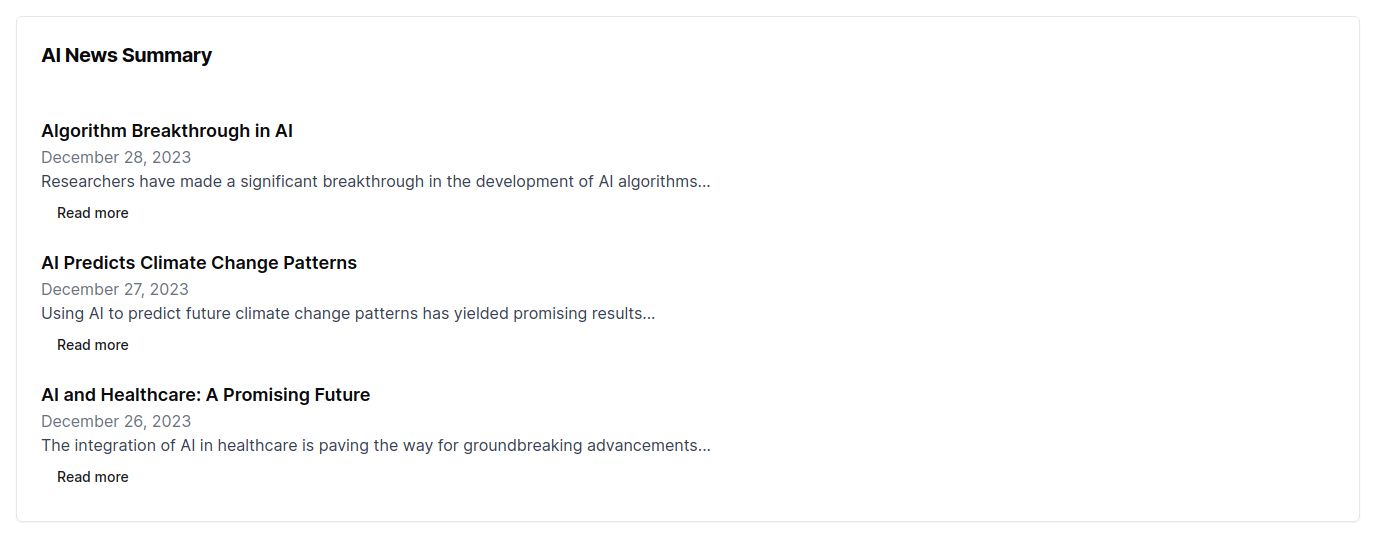 AI News Summary
Algorithm Breakthrough in AI
December 28, 2023
Researchers have made a significant breakthrough in the development of AI algorithms...
Read more
AI Predicts Climate Change Patterns
December 27, 2023
Using AI to predict future climate change patterns has yielded promising results...
Read more
AI and Healthcare: A Promising Future
December 26, 2023
The integration of AI in healthcare is paving the way for groundbreaking advancements...
Read more